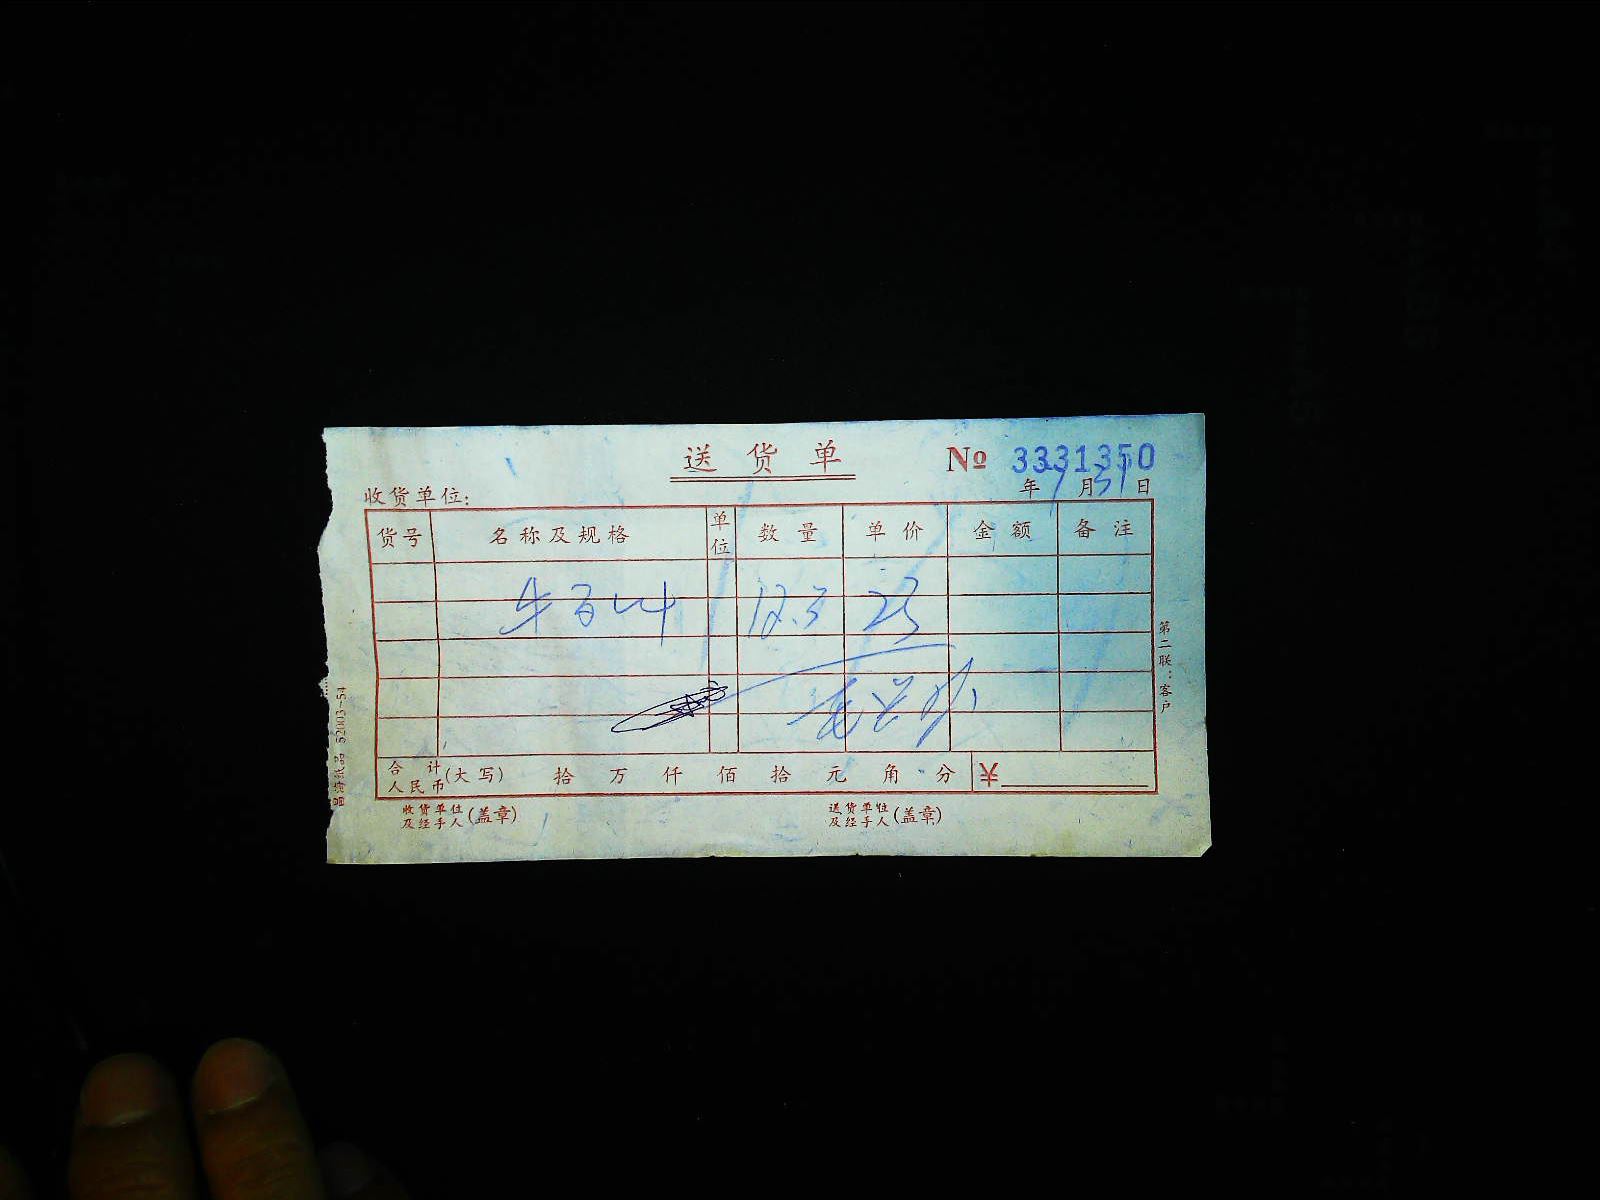 送货单 № 3331350
年 7 月 31 日
收货单位:
货号 名称及规格 单位 数量 单价 金额 备注
牛百叶 12.3 25
合计人民币(大写) 拾 万 仟 佰 拾 元 角 分 ¥
收货单位及经手人(盖章) 送货单位及经手人(盖章)
第二联:客户